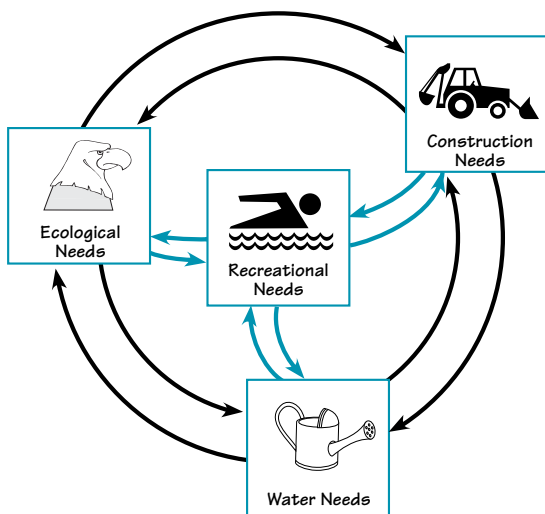 Construction
Needs
Ecological
Needs
Recreational
Needs
Water Needs